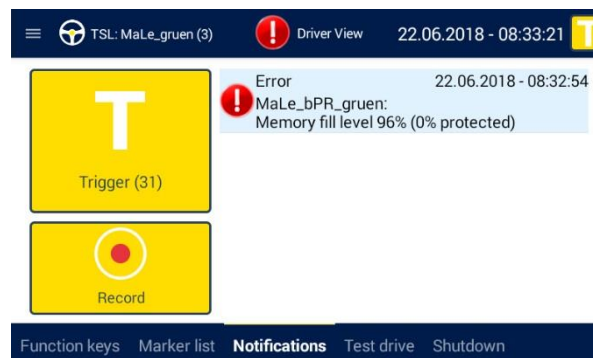 TSL: MaLe_gruen (3)
Driver View
22.06.2018 - 08:33:21
T
T
Trigger (31)
Record
Error 22.06.2018 - 08:32:54
MaLe_bPR_gruen:
Memory fill level 96% (0% protected)
Function keys Marker list Notifications Test drive Shutdown